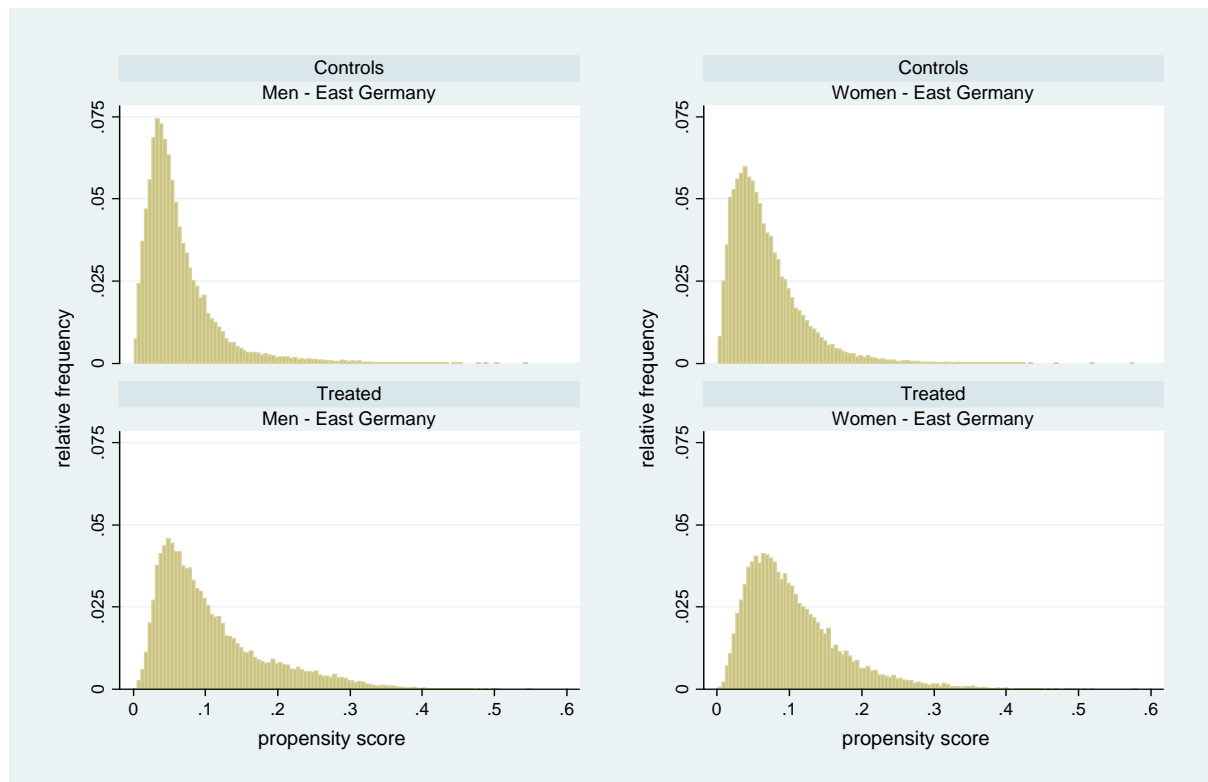 Controls
Men - East Germany
.075
.05
.025
0
Treated
Men - East Germany
.075
.05
.025
0
relative frequency
0 .1 .2 .3 .4 .5 .6
propensity score
Controls
Women - East Germany
.075
.05
.025
0
Treated
Women - East Germany
.075
.05
.025
0
relative frequency
0 .1 .2 .3 .4 .5 .6
propensity score